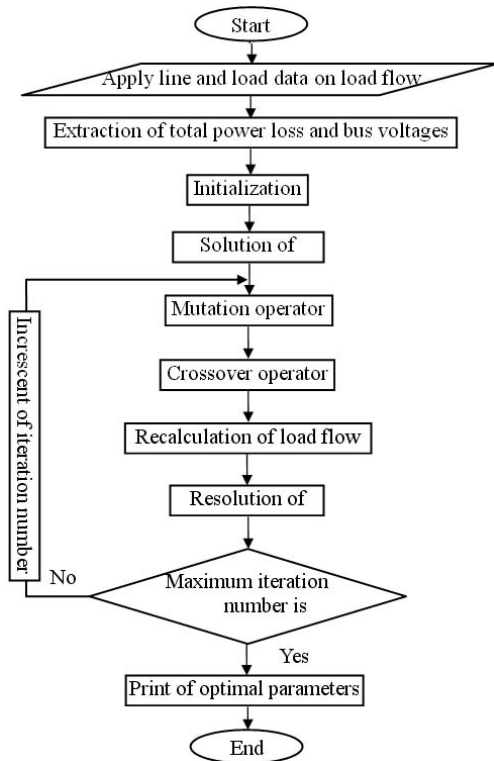 Start
Apply line and load data on load flow
Extraction of total power loss and bus voltages
Initialization
Solution of
Mutation operator
Crossover operator
Recalculation of load flow
Resolution of
Maximum iteration
number is
No
Increscent of iteration number
Yes
Print of optimal parameters
End